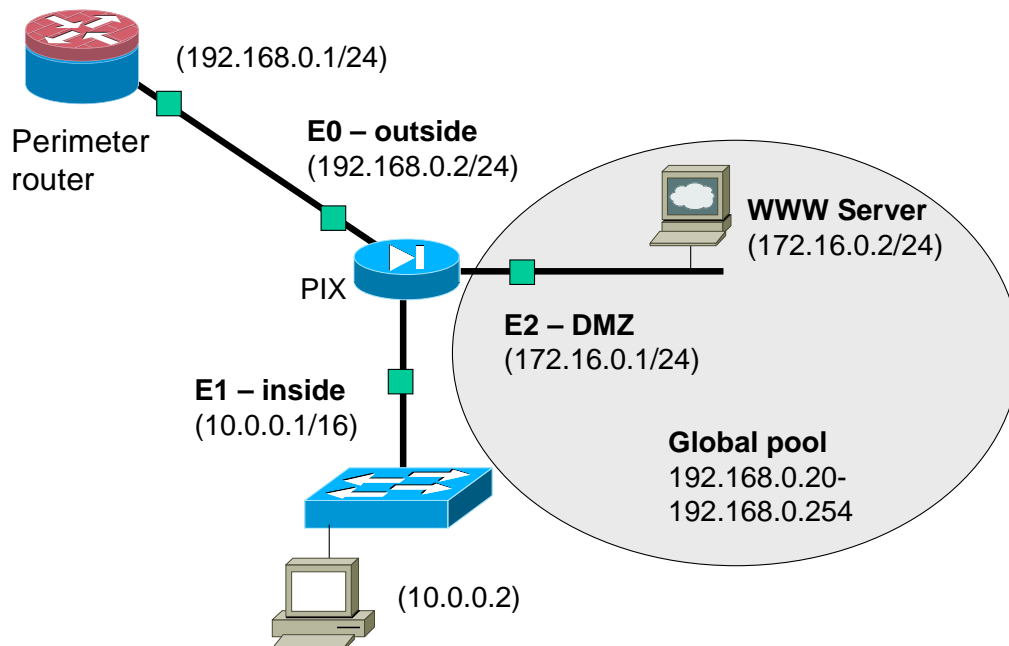 (192.168.0.1/24)
Perimeter
router
E0 – outside
(192.168.0.2/24)
WWW Server
(172.16.0.2/24)
PIX
E2 – DMZ
(172.16.0.1/24)
E1 – inside
(10.0.0.1/16)
Global pool
192.168.0.20-
192.168.0.254
(10.0.0.2)